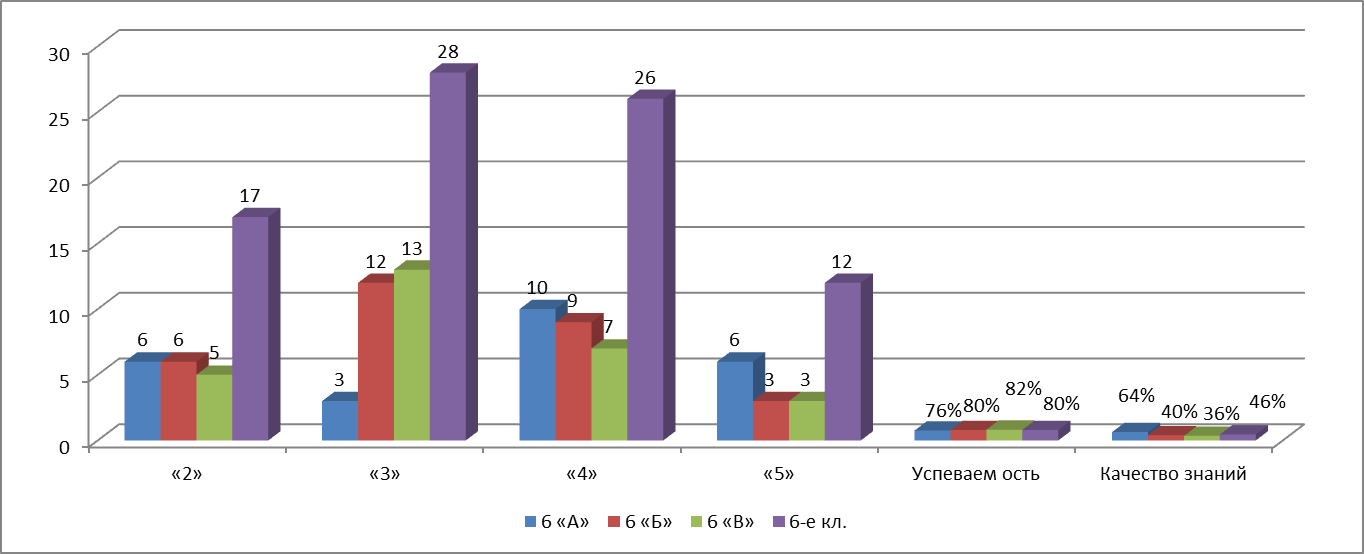 30
25
20
15
10
5
0
6 6 5 17
3 12 13 28
10 9 7 26
6 3 3 12
76% 80% 82% 80%
64% 40% 36% 46%
«2» «3» «4» «5» Успеваем ость Качество знаний
6 «А» 6 «Б» 6 «В» 6-е кл.